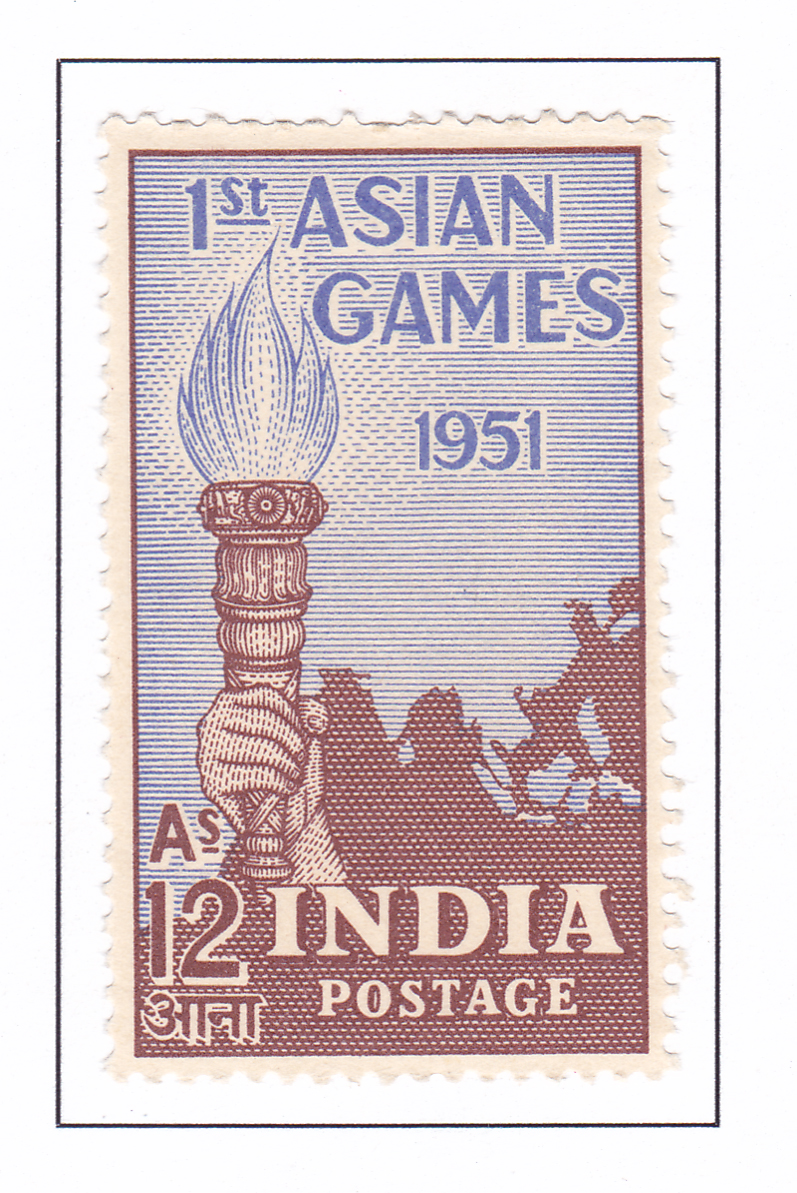 1st ASIAN
GAMES
1951
As
12
आना
INDIA
POSTAGE